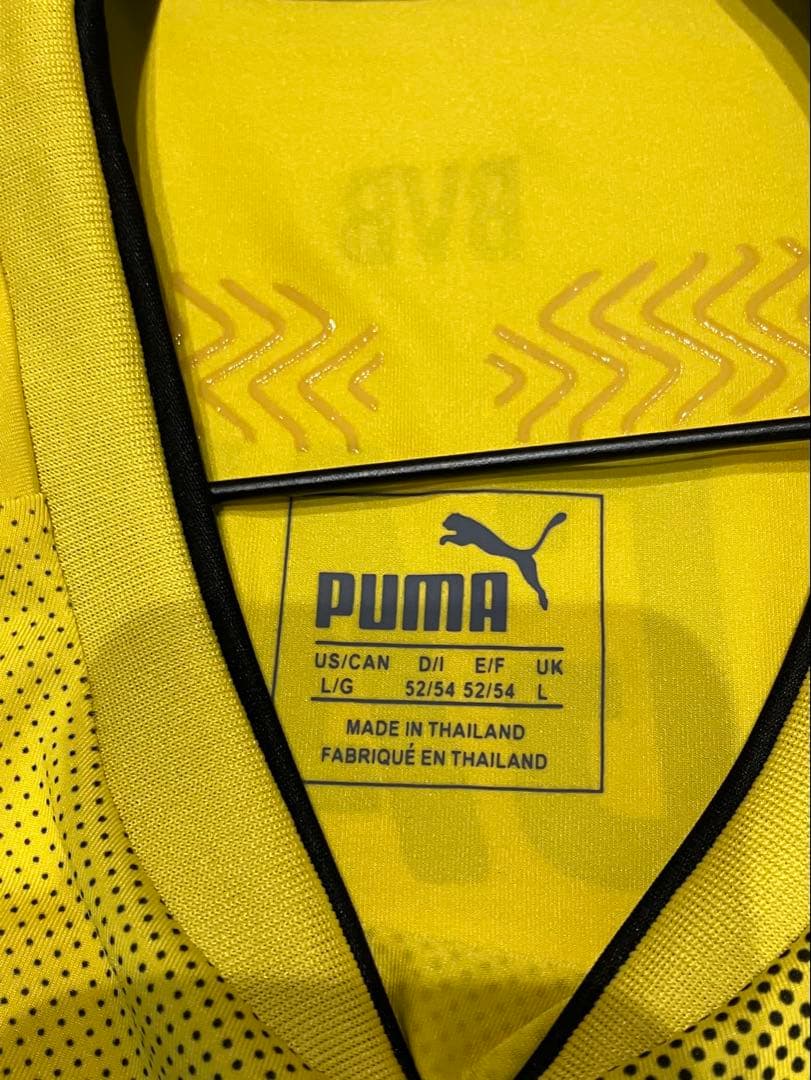 BVB
PUMA
US/CAN D/I E/F UK
L/G 52/54 52/54 L
MADE IN THAILAND
FABRIQUÉ EN THAILAND